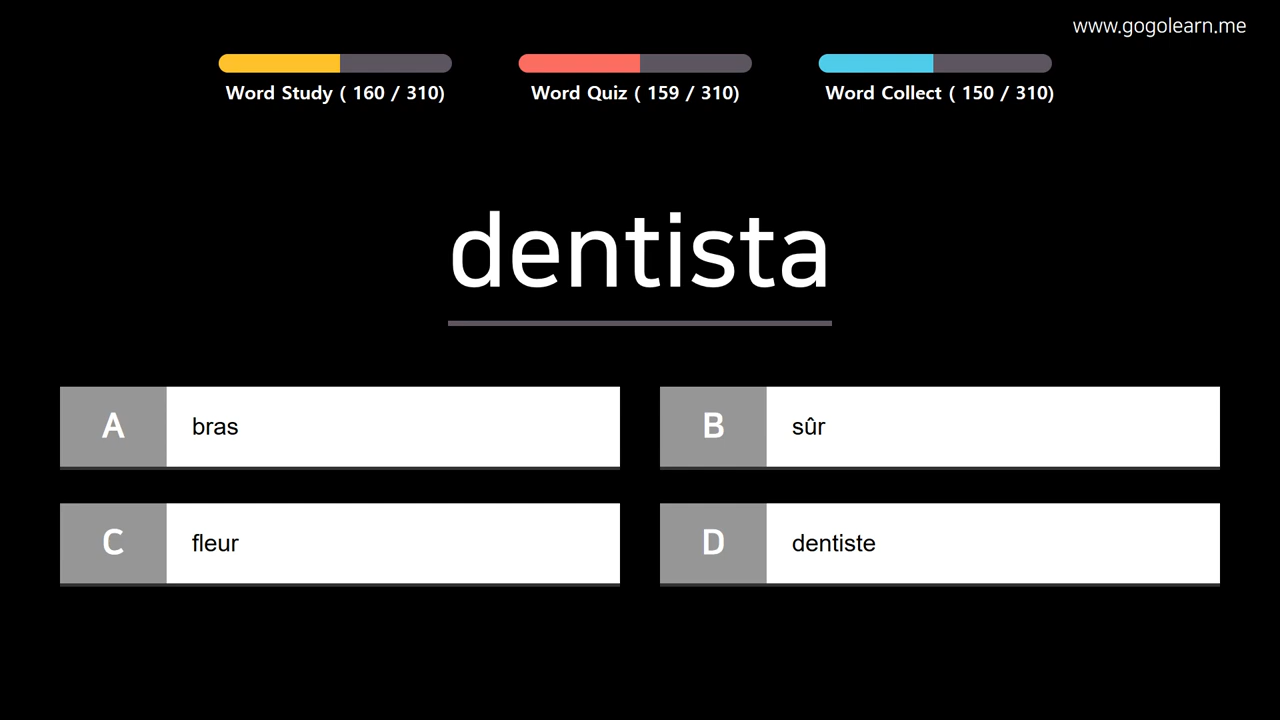 www.gogolearn.me
Word Study ( 160 / 310)
Word Quiz ( 159 / 310)
Word Collect ( 150 / 310)
dentista
A
bras
B
sûr
C
fleur
D
dentiste